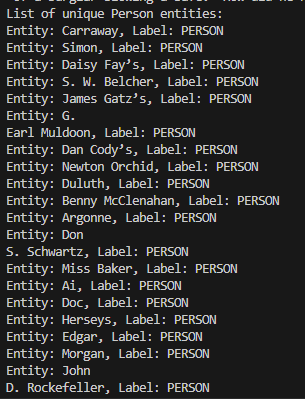 List of unique Person entities:
Entity: Carraway, Label: PERSON
Entity: Simon, Label: PERSON
Entity: Daisy Fay’s, Label: PERSON
Entity: S. W. Belcher, Label: PERSON
Entity: James Gatz’s, Label: PERSON
Entity: G.
Earl Muldoon, Label: PERSON
Entity: Dan Cody’s, Label: PERSON
Entity: Newton Orchid, Label: PERSON
Entity: Duluth, Label: PERSON
Entity: Benny McClenahan, Label: PERSON
Entity: Argonne, Label: PERSON
Entity: Don
S. Schwartz, Label: PERSON
Entity: Miss Baker, Label: PERSON
Entity: Ai, Label: PERSON
Entity: Doc, Label: PERSON
Entity: Herseys, Label: PERSON
Entity: Edgar, Label: PERSON
Entity: Morgan, Label: PERSON
Entity: John
D. Rockefeller, Label: PERSON